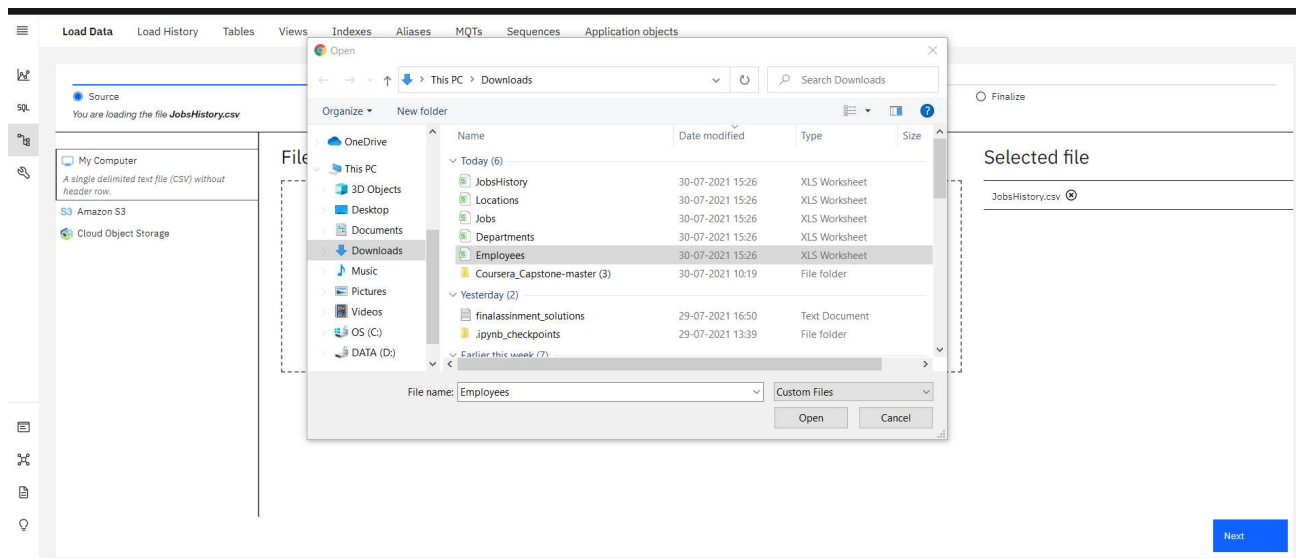 Load Data Load History Tables Views Indexes Aliases MQTs Sequences Application objects
Open
This PC > Downloads
Search Downloads
Source
You are loading the file JobsHistory.csv
Finalize
SQL
Organize New folder
My Computer
A single delimited text file (CSV) without
header row.
S3 Amazon S3
Cloud Object Storage
File
OneDrive
This PC
3D Objects
Desktop
Documents
Downloads
Music
Pictures
Videos
OS (C:)
DATA (D:)
Name Date modified Type Size
Today (6)
JobsHistory 30-07-2021 15:26 XLS Worksheet
Locations 30-07-2021 15:26 XLS Worksheet
Jobs 30-07-2021 15:26 XLS Worksheet
Departments 30-07-2021 15:26 XLS Worksheet
Employees 30-07-2021 15:26 XLS Worksheet
Coursera_Capstone-master (3) 30-07-2021 10:19 File folder
Yesterday (2)
finalassinment_solutions 29-07-2021 16:50 Text Document
.ipynb_checkpoints 29-07-2021 13:39 File folder
Earlier this week (7)
File name: Employees Custom Files
Open Cancel
Selected file
JobsHistory.csv
Next